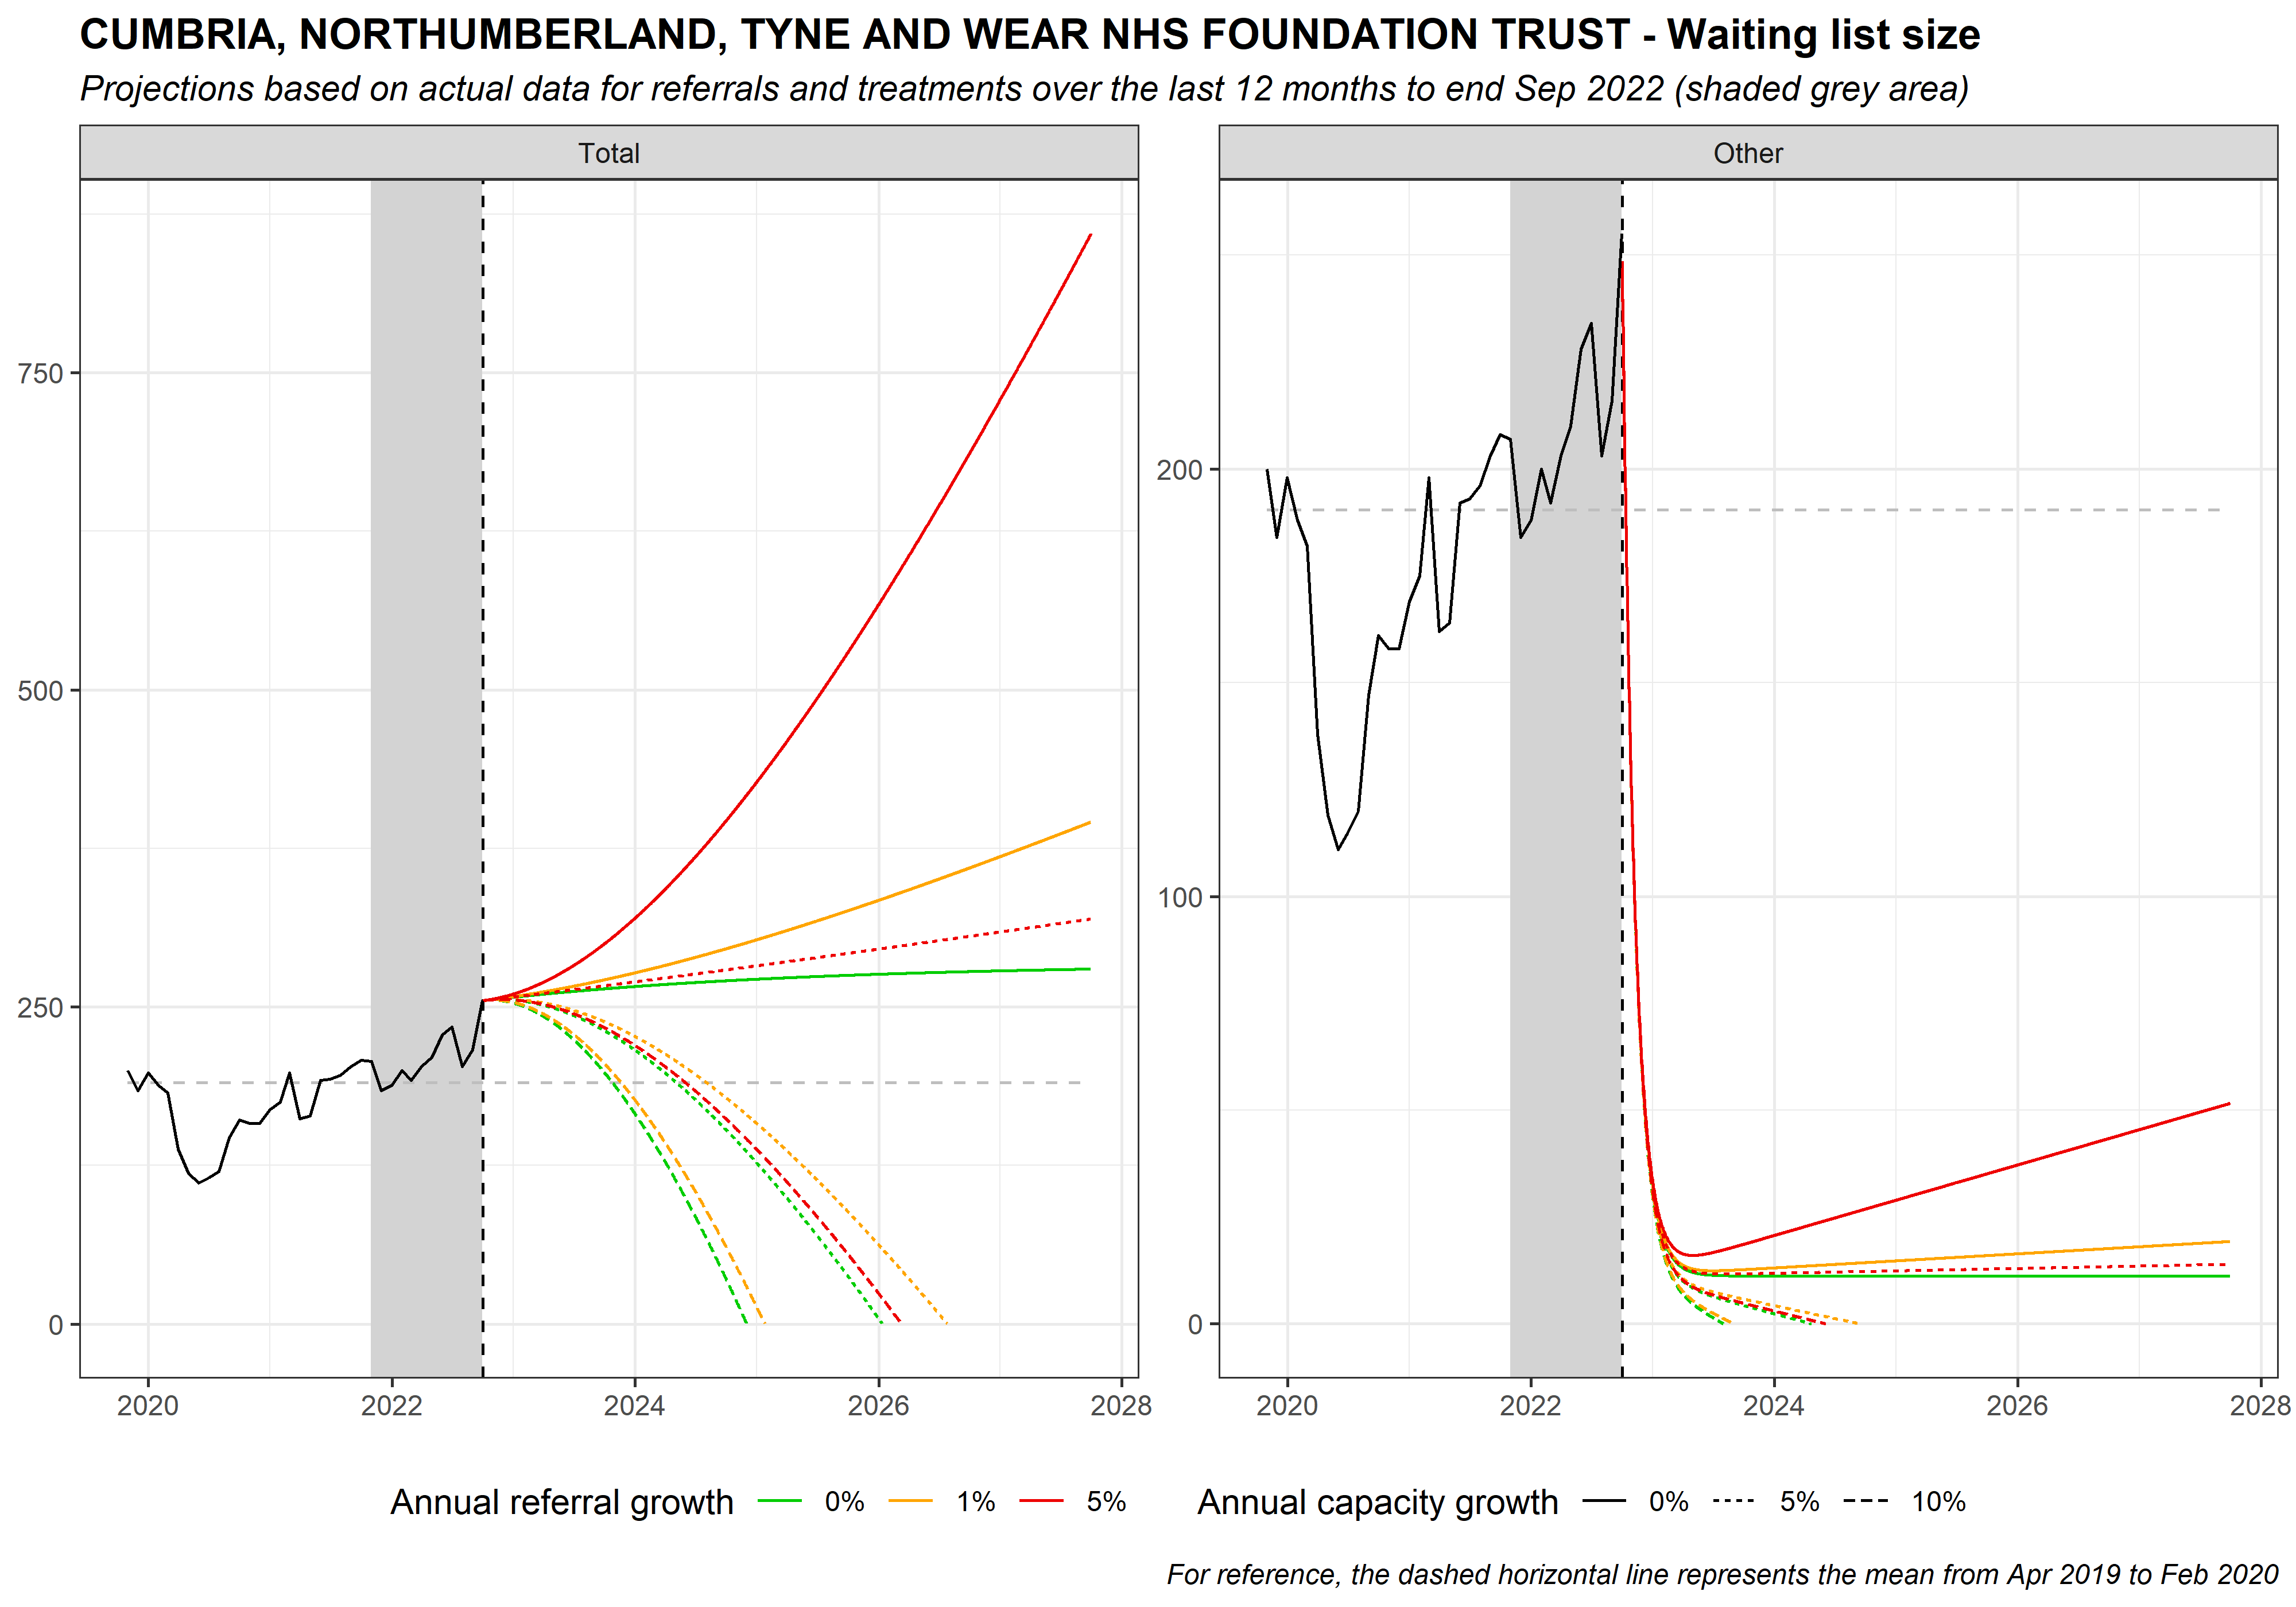 CUMBRIA, NORTHUMBERLAND, TYNE AND WEAR NHS FOUNDATION TRUST - Waiting list size
Projections based on actual data for referrals and treatments over the last 12 months to end Sep 2022 (shaded grey area)
Total
Other
750
500
250
0
200
100
0
2020 2022 2024 2026 2028
2020 2022 2024 2026 2028
Annual referral growth 0% 1% 5%
Annual capacity growth 0% 5% 10%
For reference, the dashed horizontal line represents the mean from Apr 2019 to Feb 2020